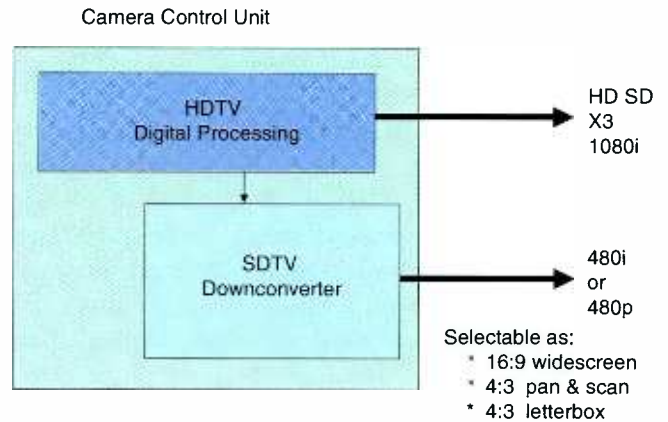 Camera Control Unit
HDTV
Digital Processing
HD SD
X3
1080i
SDTV
Downconverter
480i
or
480p
Selectable as:
* 16:9 widescreen
* 4:3 pan & scan
* 4:3 letterbox